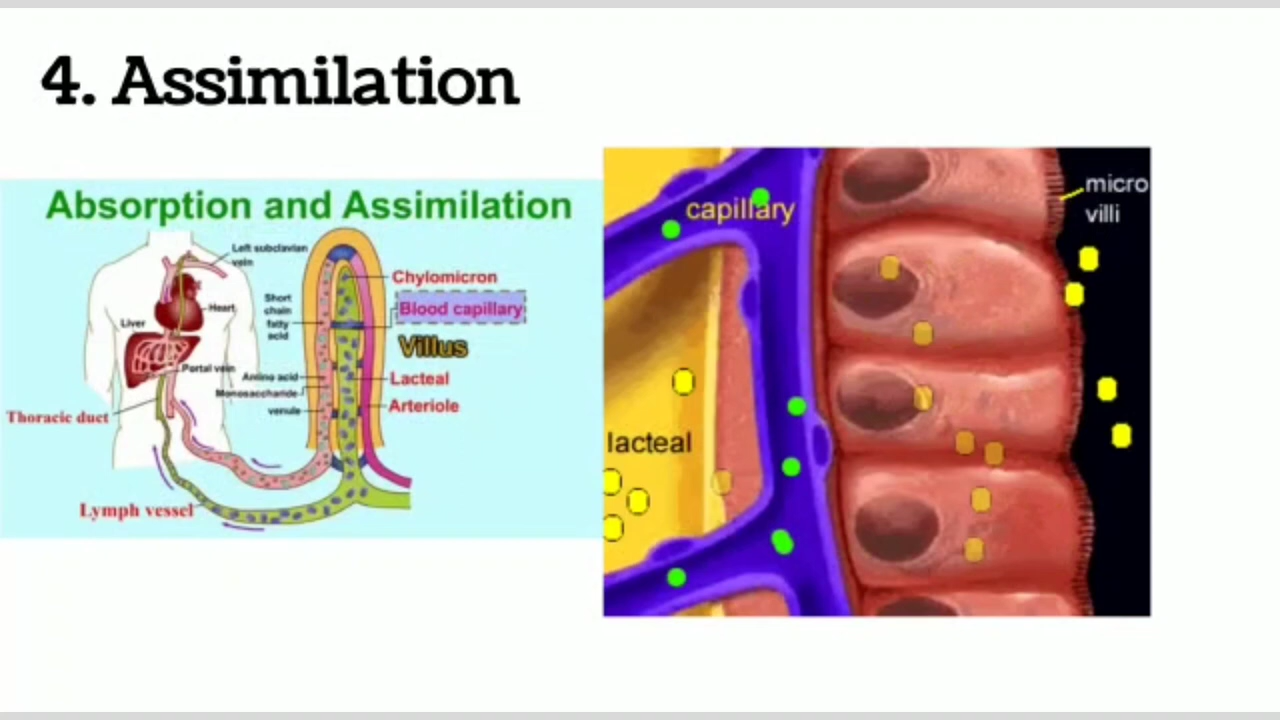 4. Assimilation
Absorption and Assimilation
Left subclavian
vein
Heart
Liver
Portal vein
Thoracic duct
Lymph vessel
Short
chain
fatty
acid
Amino acid
Monosaccharide
venule
Chylomicron
Blood capillary
Villus
Lacteal
Arteriole
capillary
micro
villi
lacteal